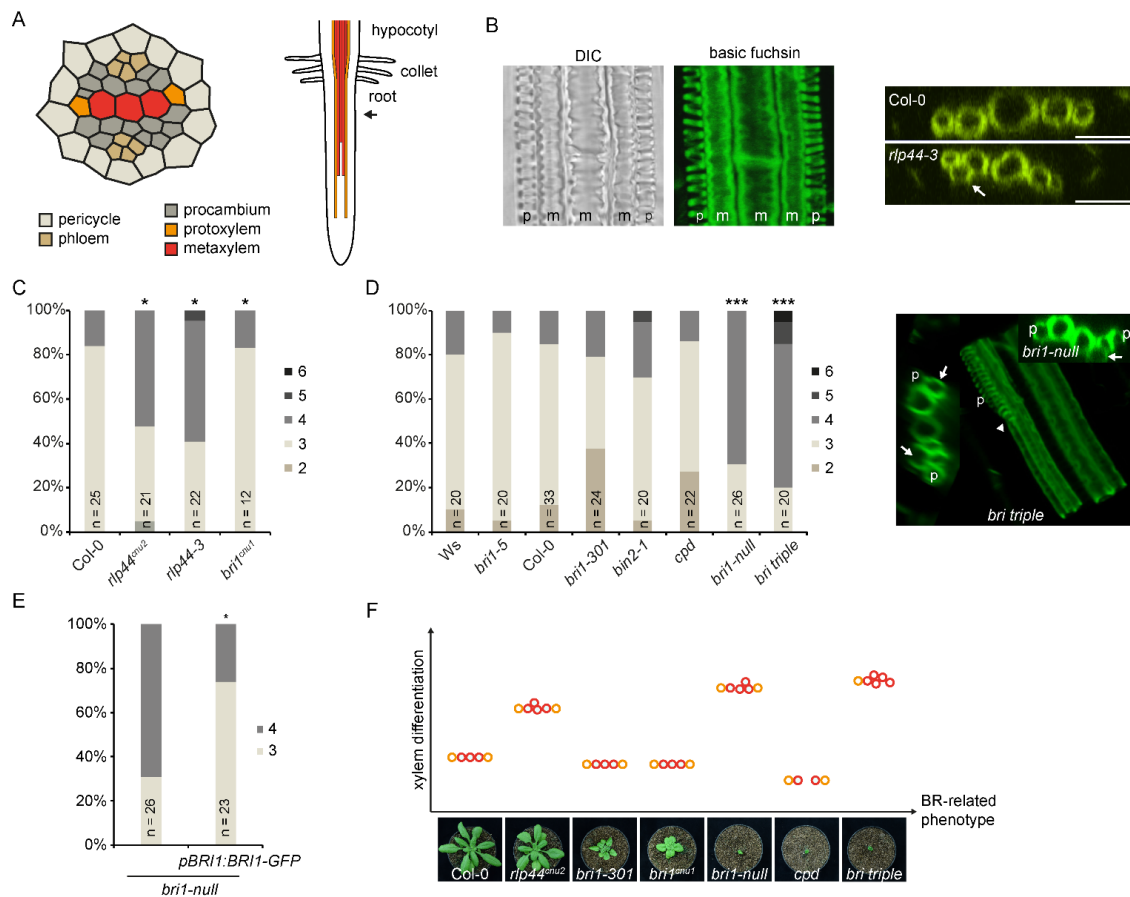 A
hypocotyl
collet
root
pericycle
phloem
procambium
protoxylem
metaxylem
B
DIC
basic fuchsin
p m m m p
p m m m p
Col-0
rlp44-3
C
100%
80%
60%
40%
20%
0%
* * *
n = 25
n = 21
n = 22
n = 12
Col-0
rlp44cnu2
rlp44-3
bri1cnu1
6
5
4
3
2
D
100%
80%
60%
40%
20%
0%
*** ***
n = 20
n = 20
n = 33
n = 24
n = 20
n = 22
n = 26
n = 20
Ws
bri1-5
Col-0
bri1-301
bin2-1
cpd
bri1-null
bri triple
6
5
4
3
2
p p
bri1-null
p
p
p
bri triple
E
100%
80%
60%
40%
20%
0%
*
n = 26
n = 23
pBRI1:BRI1-GFP
bri1-null
4
3
F
xylem differentiation
BR-related
phenotype
Col-0
rlp44cnu2
bri1-301
bri1cnu1
bri1-null
cpd
bri triple